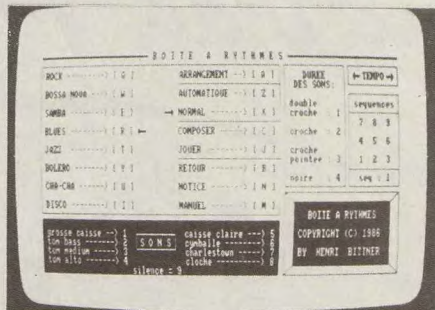 BOITE A RYTHMES
ROCK --------> [ O ]
BOSSA NOVA ---> [ W ]
SAMBA --------> [ E ]
BLUES --------> [ R ] ←
JAZZ ---------> [ T ]
BOLERO -------> [ Y ]
CHA-CHA ------> [ U ]
DISCO --------> [ I ]
ARRANGEMENT --> [ A ]
AUTOMATIQUE --> [ Z ]
→ NORMAL -----> [ X ]
COMPOSER -----> [ C ]
JOUER --------> [ J ]
RETOUR -------> [ B ]
NOTICE -------> [ N ]
MANUEL -------> [ M ]
DUREE
DES SONS:
double
croche : 1
croche : 2
croche
pointee : 3
noire : 4
← TEMPO →
sequences
7 8 9
4 5 6
1 2 3
seq : 1
grosse caisse --> 1
tom bass -----> 2
tom medium ---> 3
tom alto -----> 4
SONS
caisse claire --> 5
cymballe -----> 6
charlestown --> 7
cloche -------> 8
silence = 9
BOITE A RYTHMES
COPYRIGHT (C) 1986
BY HENRI BITTNER